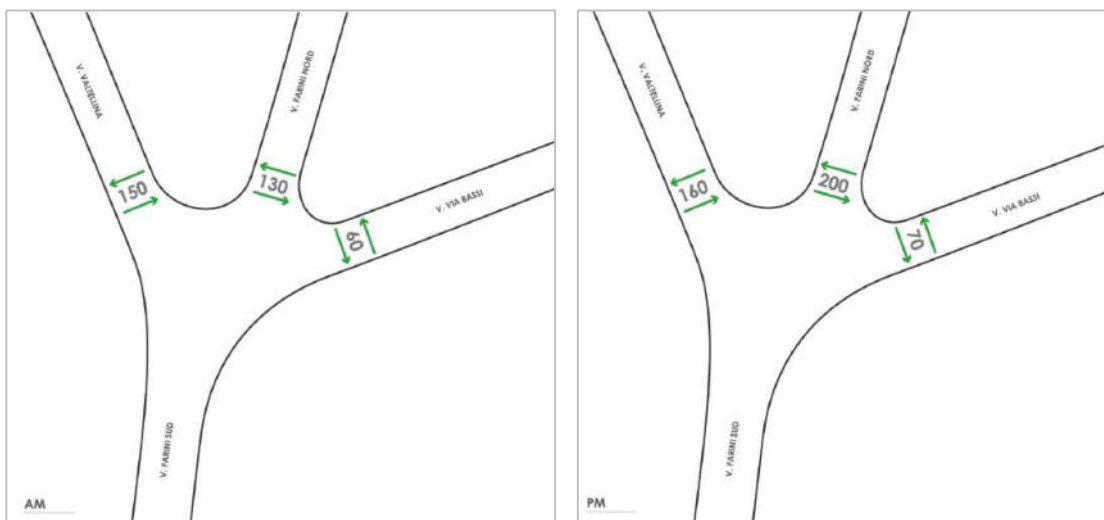 V. VALTELLINA
V. FARINI NORD
150
130
V. VIA BASSI
60
V. FARINI SUD
AM
V. VALTELLINA
V. FARINI NORD
160
200
V. VIA BASSI
70
V. FARINI SUD
PM